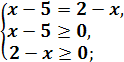 x − 5 = 2 − x,
x − 5 ≥ 0,
2 − x ≥ 0;